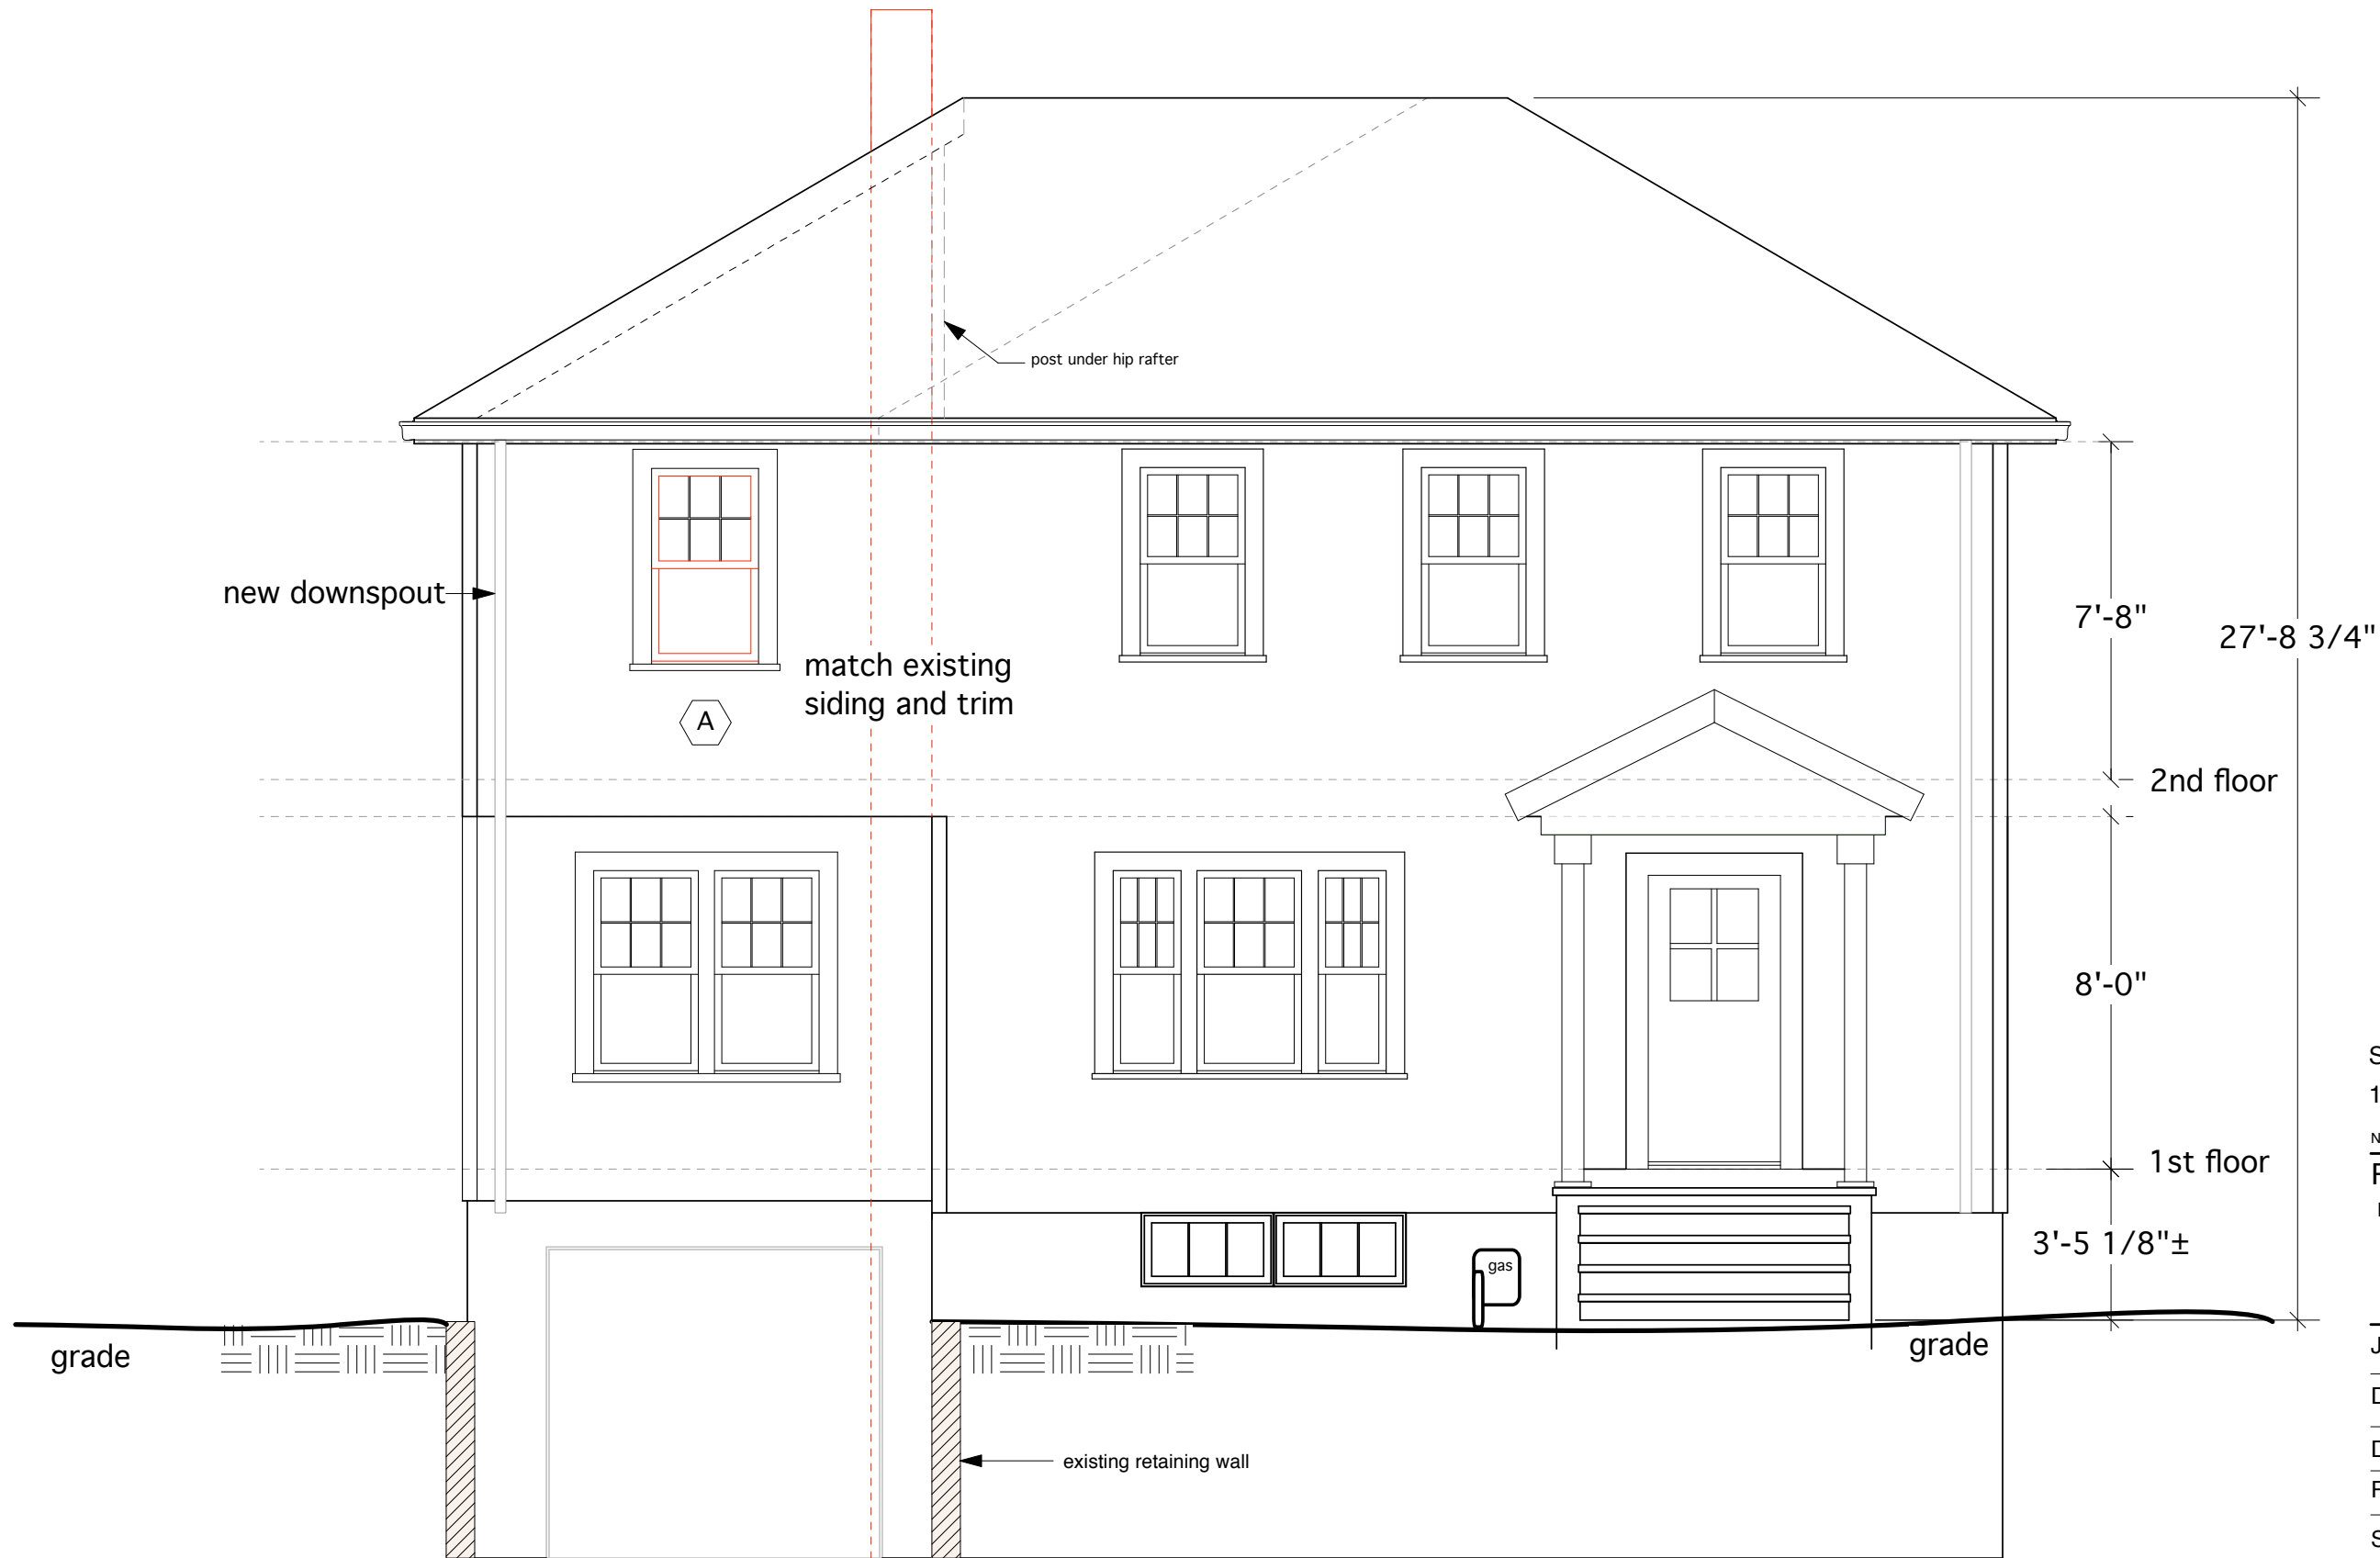 post under hip rafter
new downspout
7'-8"
27'-8 3/4"
match existing
siding and trim
A
2nd floor
8'-0"
1st floor
3'-5 1/8"±
gas
grade
grade
existing retaining wall